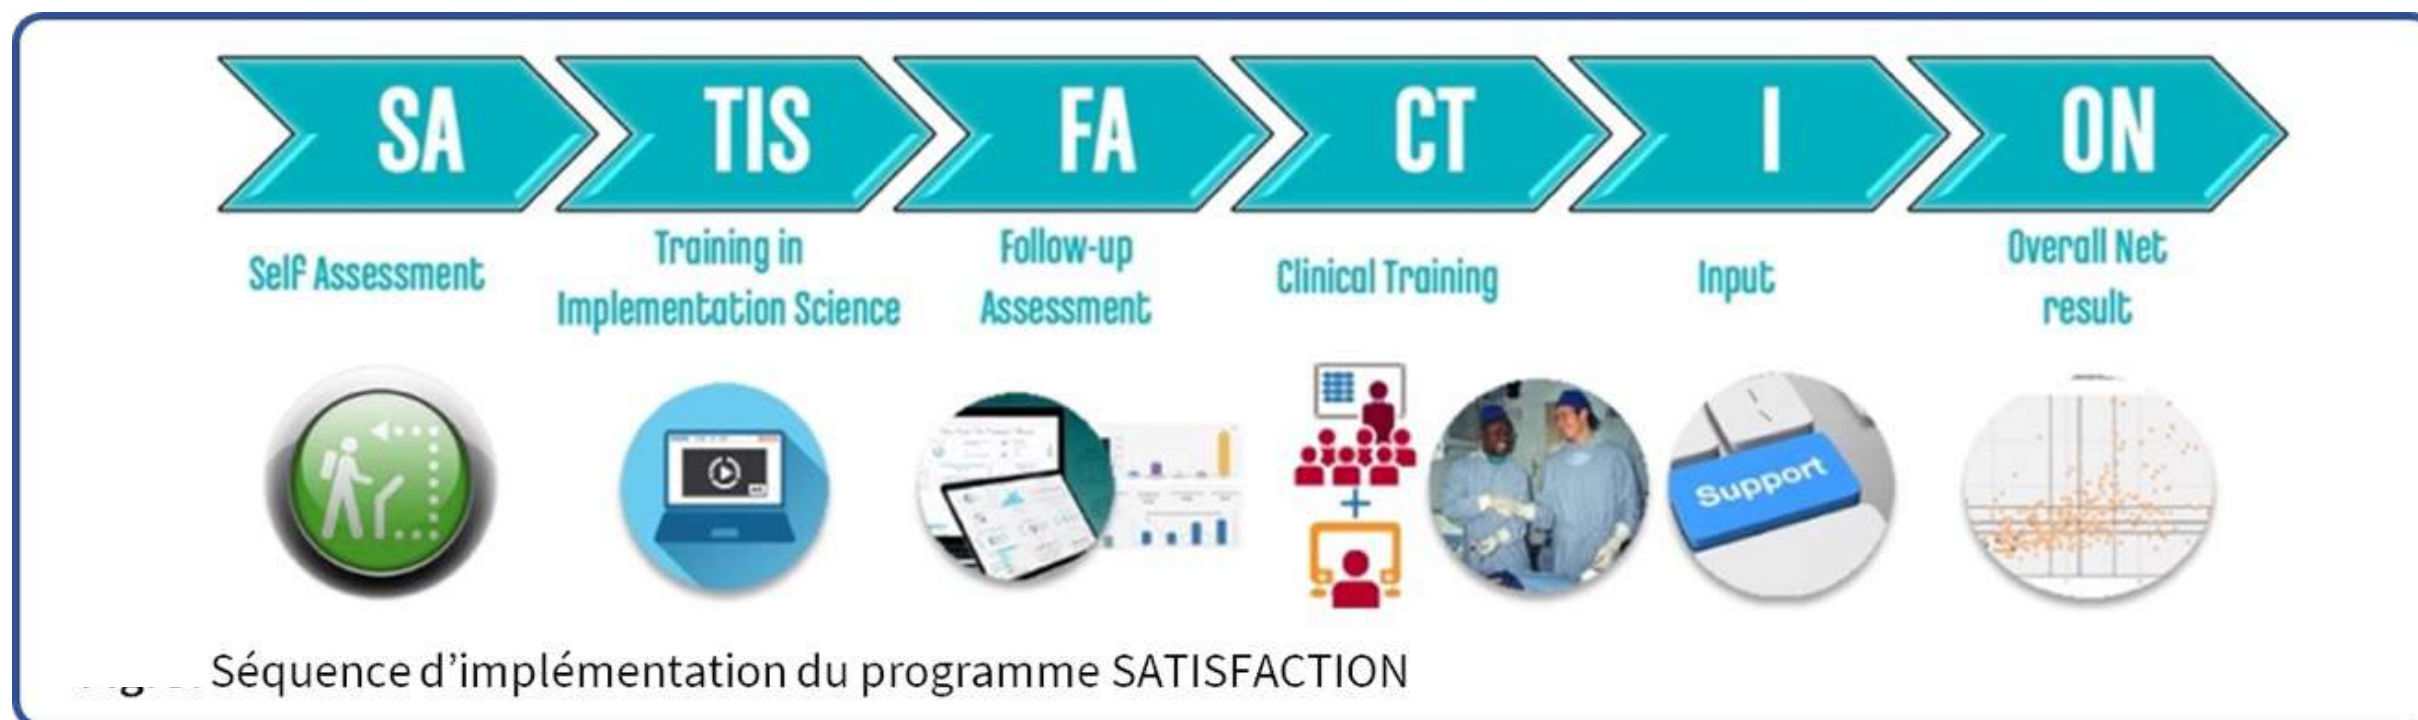 SA TIS FA CT I ON
Self Assessment
Training in
Implementation Science
Follow-up
Assessment
Clinical Training
Input
Overall Net
result
Support
Séquence d’implémentation du programme SATISFACTION